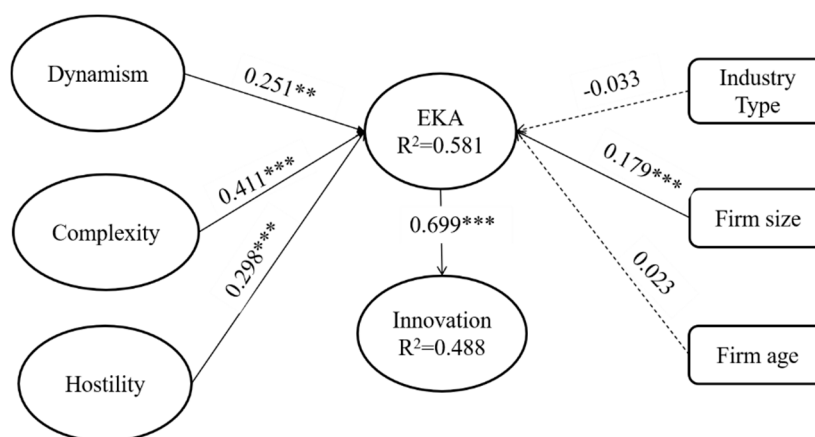 Dynamism
0.251**
EKA
R²=0.581
-0.033
Industry
Type
0.411***
0.179***
Complexity
0.699***
Firm size
0.298***
0.023
Innovation
R²=0.488
Hostility
Firm age